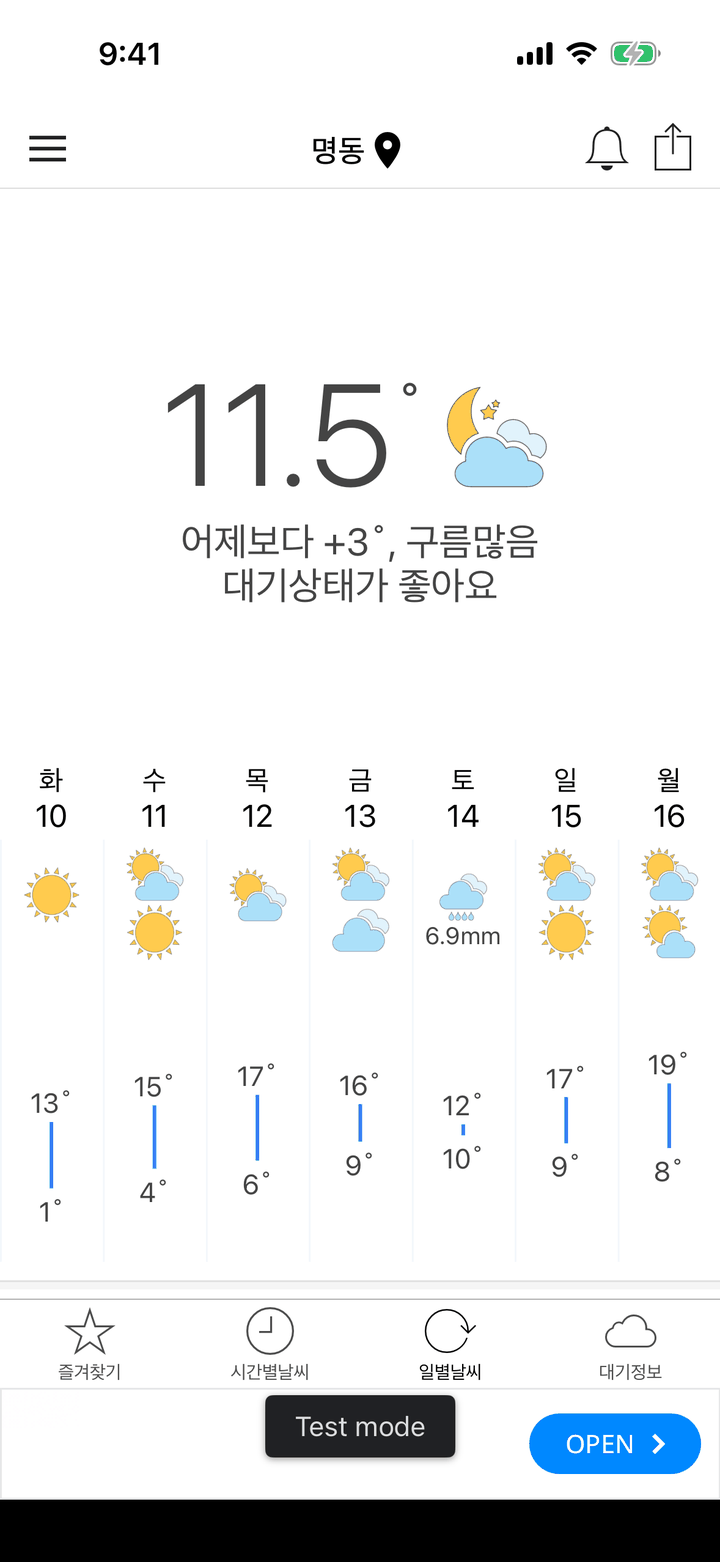 9:41
명동
11.5°
어제보다 +3°, 구름많음
대기상태가 좋아요
화 수 목 금 토 일 월
10 11 12 13 14 15 16
6.9mm
13° 15° 17° 16° 12° 17° 19°
1° 4° 6° 9° 10° 9° 8°
즐겨찾기 시간별날씨 일별날씨 대기정보
Test mode
OPEN